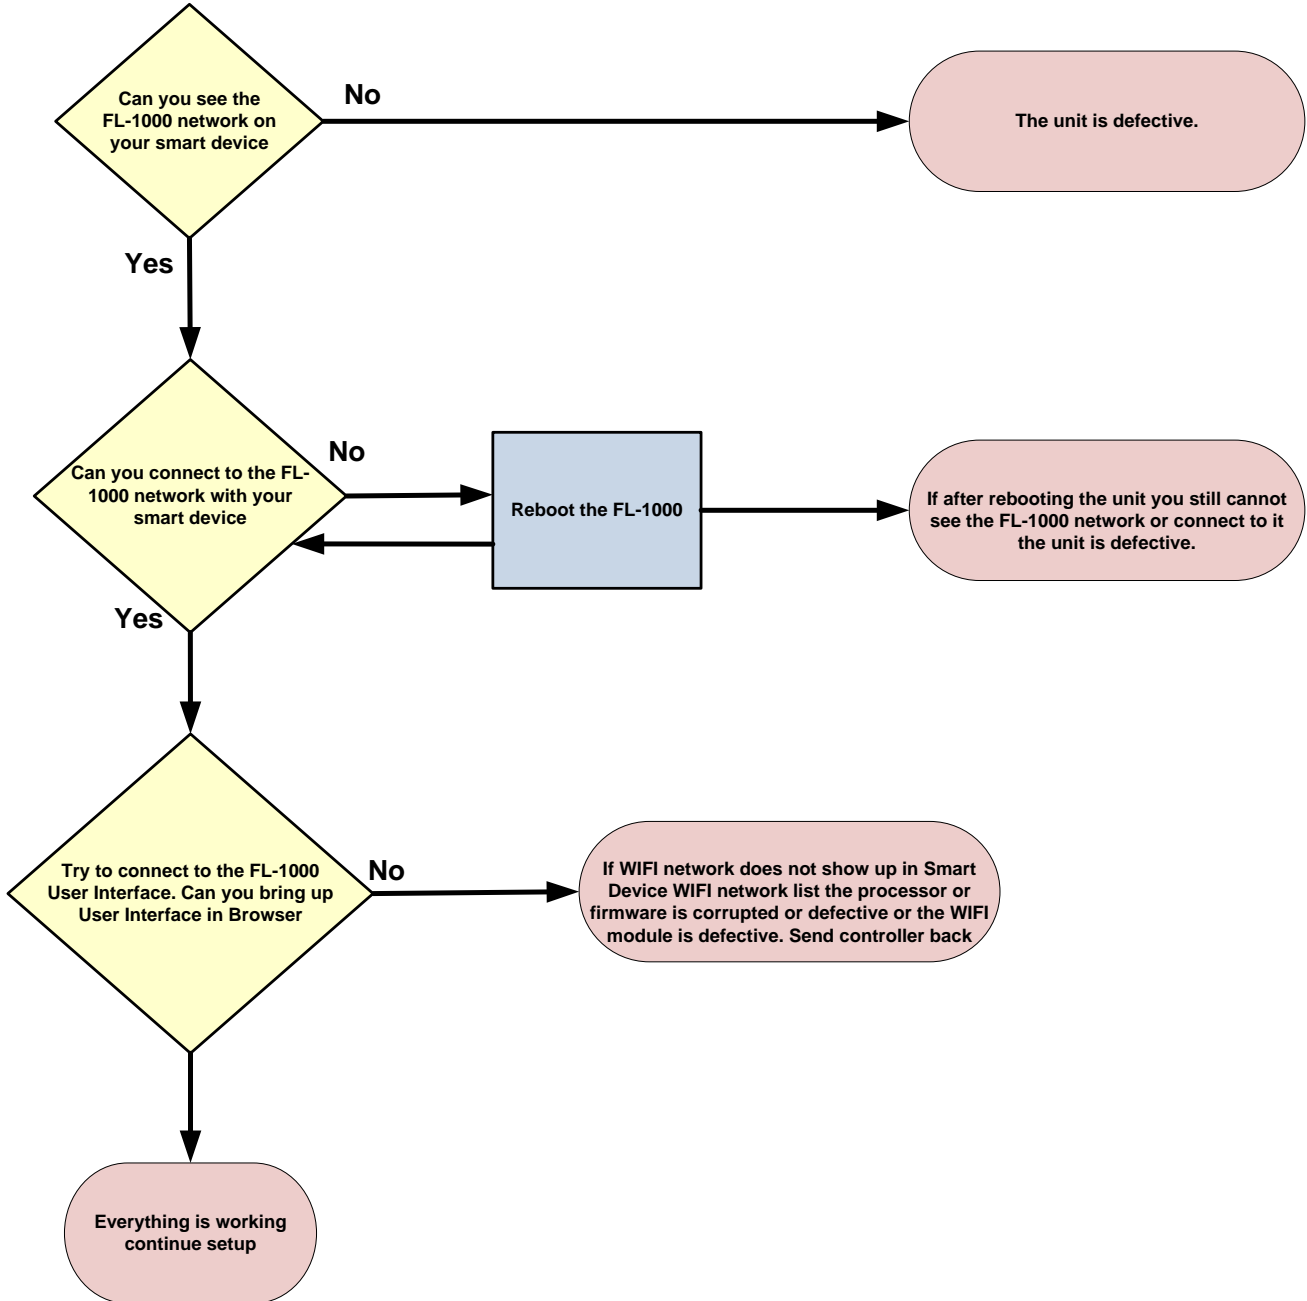 Can you see the
FL-1000 network on
your smart device
No
The unit is defective.
Yes
Can you connect to the FL-
1000 network with your
smart device
No
Reboot the FL-1000
If after rebooting the unit you still cannot
see the FL-1000 network or connect to it
the unit is defective.
Yes
Try to connect to the FL-1000
User Interface. Can you bring up
User Interface in Browser
No
If WIFI network does not show up in Smart
Device WIFI network list the processor or
firmware is corrupted or defective or the WIFI
module is defective. Send controller back
Everything is working
continue setup